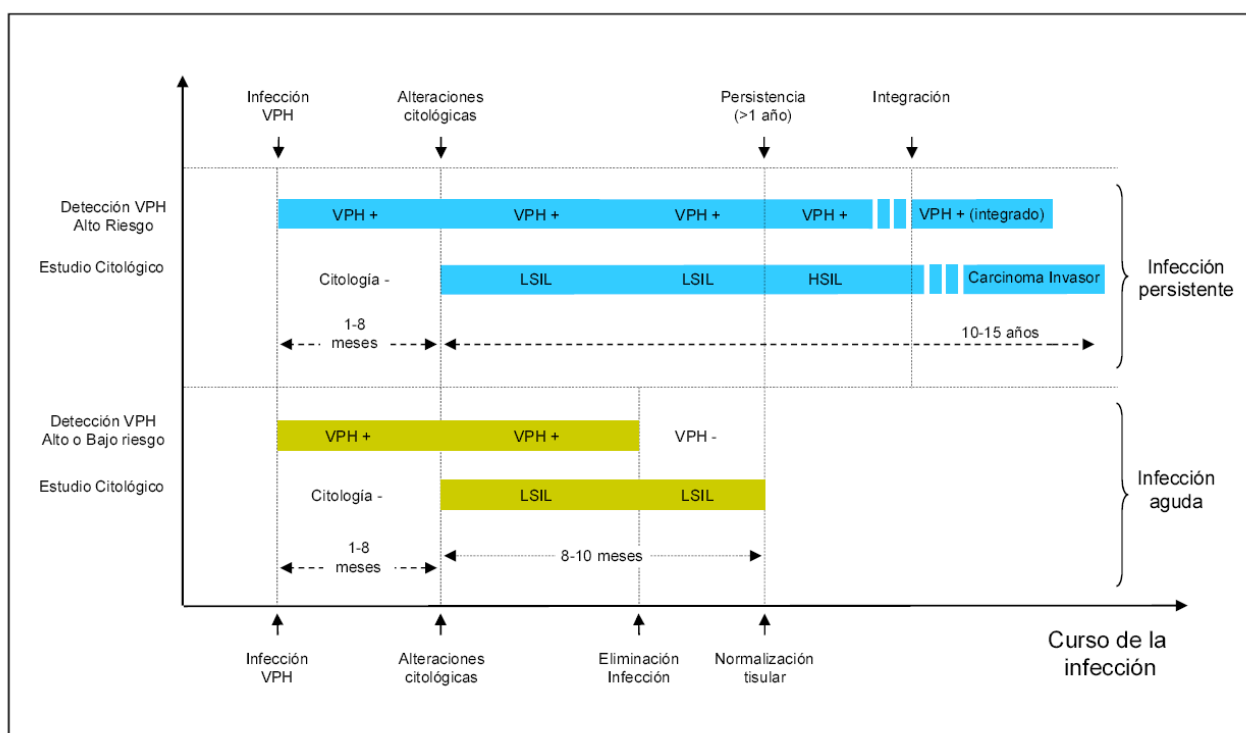 Infección
VPH
Alteraciones
citológicas
Persistencia
(>1 año)
Integración
Detección VPH
Alto Riesgo
VPH +
VPH +
VPH +
VPH +
VPH + (integrado)
Estudio Citológico
Citología -
LSIL
LSIL
HSIL
Carcinoma Invasor
1-8
meses
10-15 años
Infección
persistente
Detección VPH
Alto o Bajo riesgo
VPH +
VPH +
VPH -
Estudio Citológico
Citología -
LSIL
LSIL
1-8
meses
8-10 meses
Infección
aguda
Infección
VPH
Alteraciones
citológicas
Eliminación
Infección
Normalización
tisular
Curso de la
infección